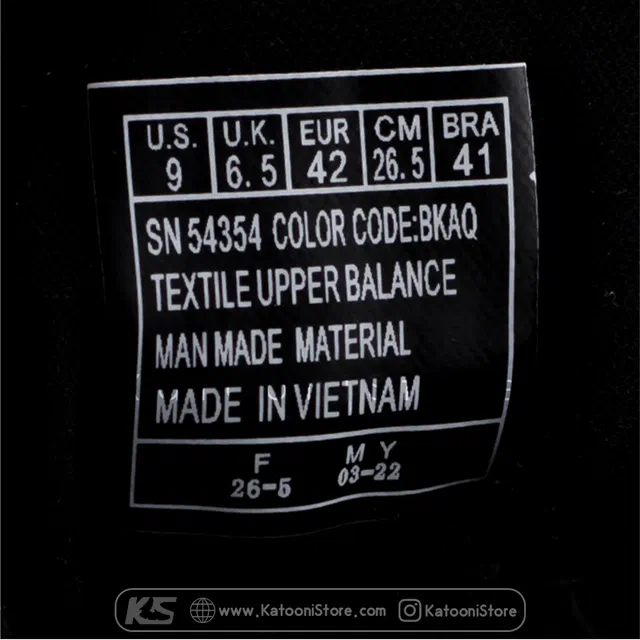 U.S. U.K. EUR CM BRA
9 6.5 42 26.5 41
SN 54354 COLOR CODE:BKAQ
TEXTILE UPPER BALANCE
MAN MADE MATERIAL
MADE IN VIETNAM
F M Y
26-5 03-22
KS www.KatooniStore.com KatooniStore